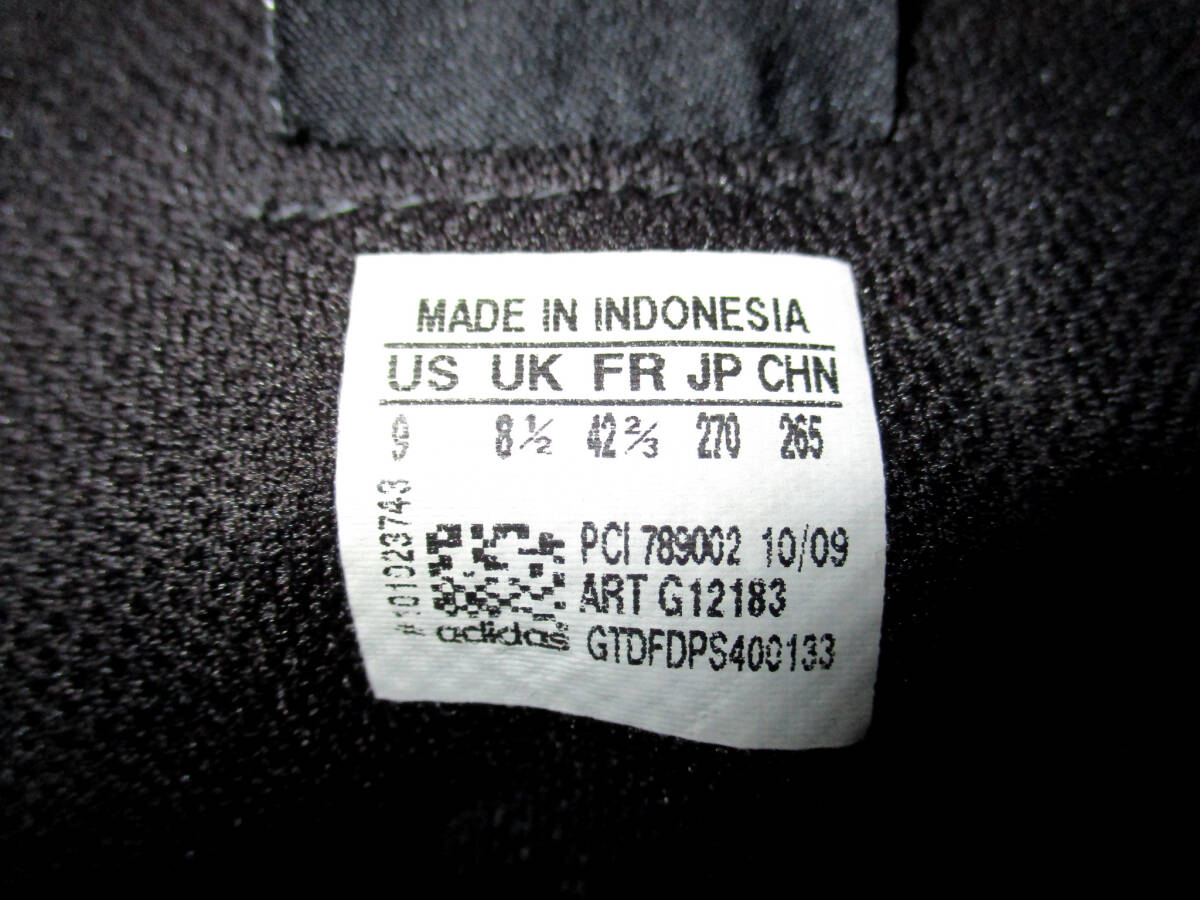 MADE IN INDONESIA
US UK FR JP CHN
9 8½ 42⅔ 270 265
#101023743
PCI 789002 10/09
ART G12183
adidas GTDFDPS400133